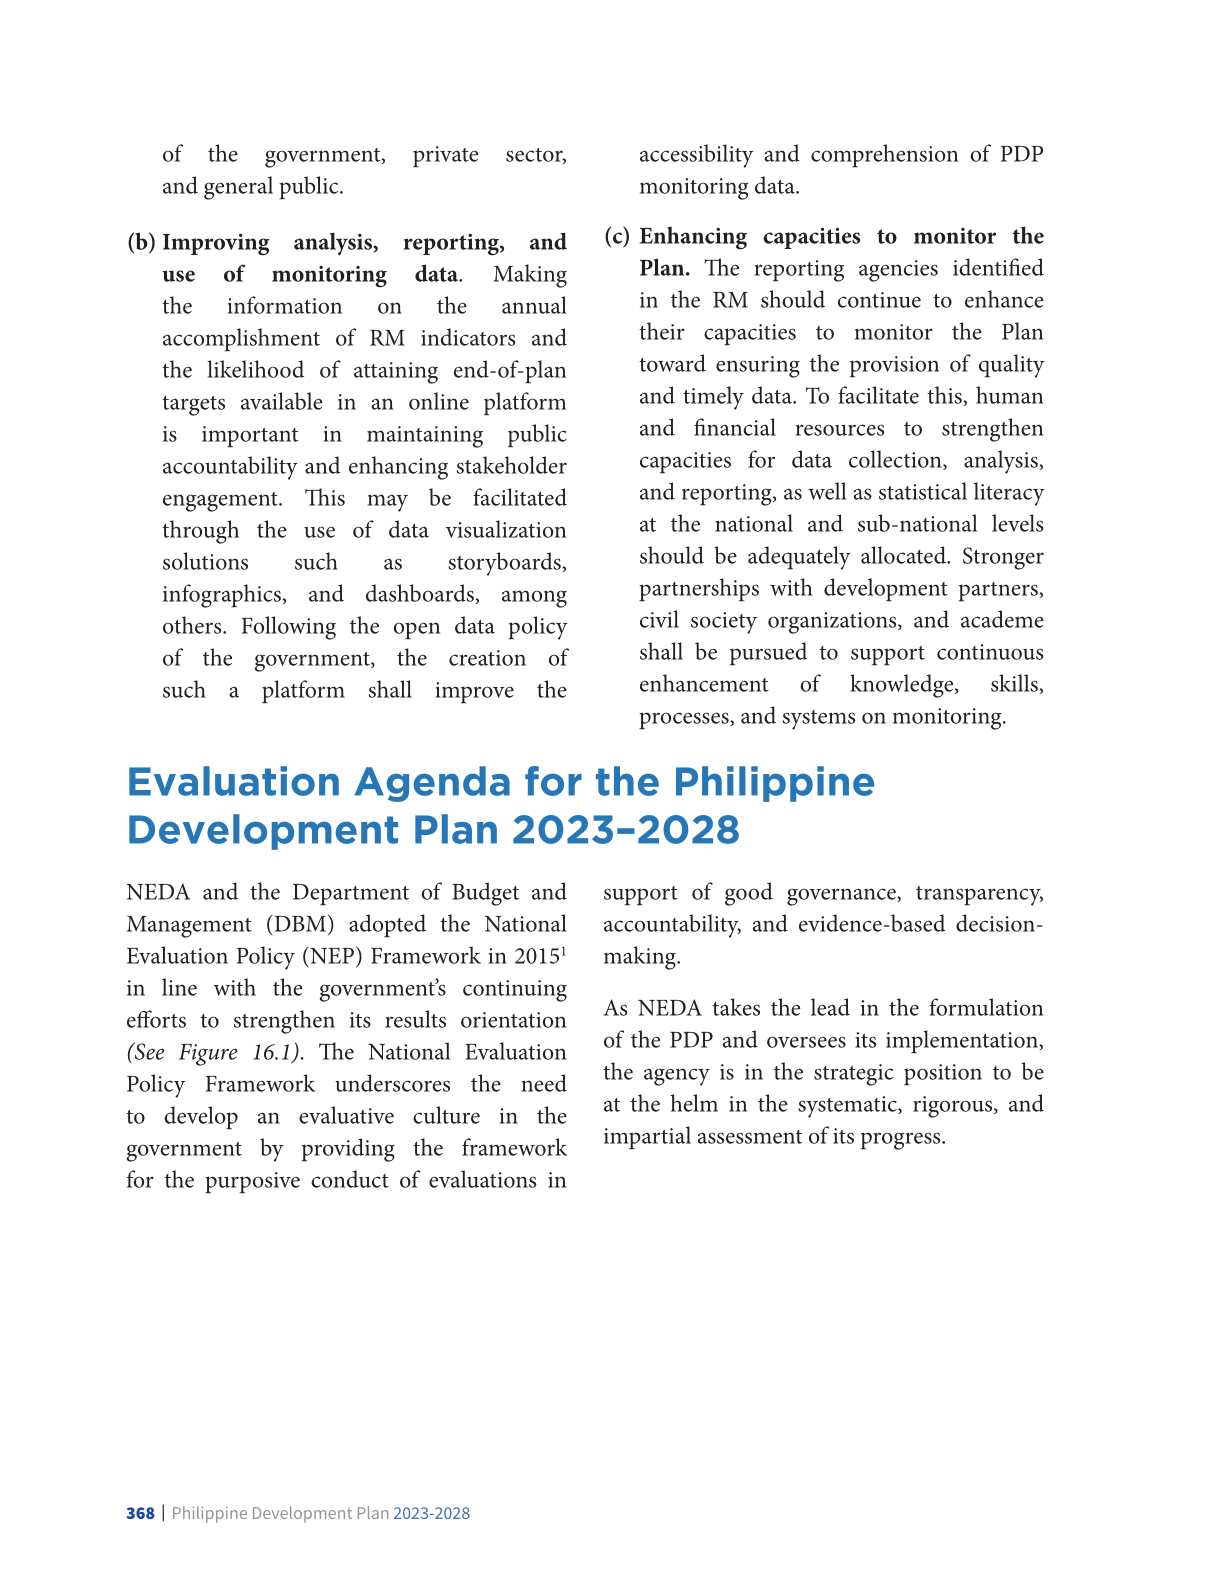 of the government, private sector,
and general public.
(b) Improving analysis, reporting, and
use of monitoring data. Making
the information on the annual
accomplishment of RM indicators and
the likelihood of attaining end-of-plan
targets available in an online platform
is important in maintaining public
accountability and enhancing stakeholder
engagement. This may be facilitated
through the use of data visualization
solutions such as storyboards,
infographics, and dashboards, among
others. Following the open data policy
of the government, the creation of
such a platform shall improve the
accessibility and comprehension of PDP
monitoring data.
(c) Enhancing capacities to monitor the
Plan. The reporting agencies identified
in the RM should continue to enhance
their capacities to monitor the Plan
toward ensuring the provision of quality
and timely data. To facilitate this, human
and financial resources to strengthen
capacities for data collection, analysis,
and reporting, as well as statistical literacy
at the national and sub-national levels
should be adequately allocated. Stronger
partnerships with development partners,
civil society organizations, and academe
shall be pursued to support continuous
enhancement of knowledge, skills,
processes, and systems on monitoring.
Evaluation Agenda for the Philippine
Development Plan 2023–2028
NEDA and the Department of Budget and
Management (DBM) adopted the National
Evaluation Policy (NEP) Framework in 2015¹
in line with the government’s continuing
efforts to strengthen its results orientation
(See Figure 16.1). The National Evaluation
Policy Framework underscores the need
to develop an evaluative culture in the
government by providing the framework
for the purposive conduct of evaluations in
support of good governance, transparency,
accountability, and evidence-based decision-
making.
As NEDA takes the lead in the formulation
of the PDP and oversees its implementation,
the agency is in the strategic position to be
at the helm in the systematic, rigorous, and
impartial assessment of its progress.
368 | Philippine Development Plan 2023-2028